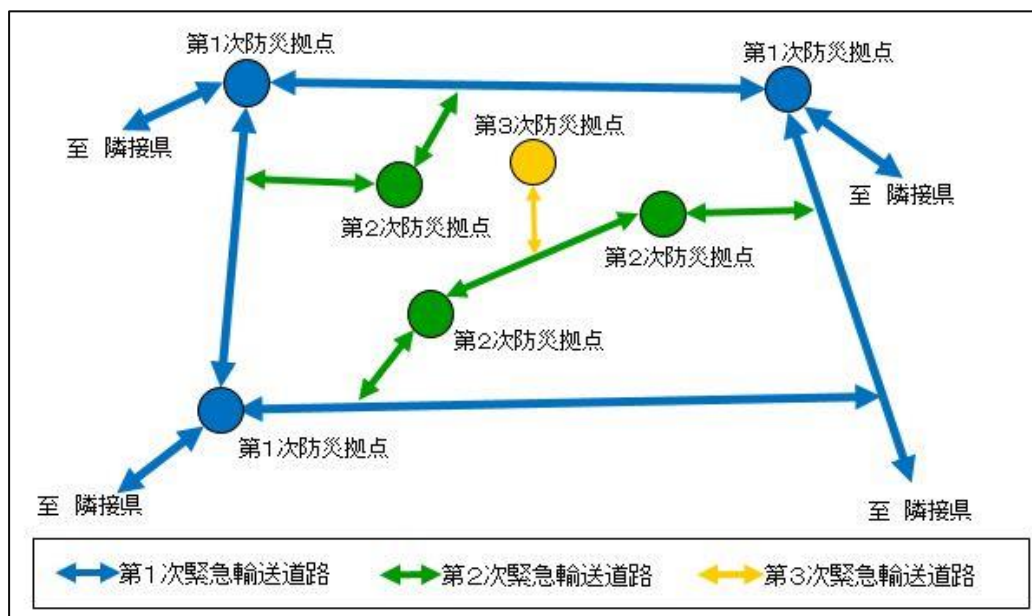 第1次防災拠点
第1次防災拠点
第3次防災拠点
至 隣接県
第2次防災拠点
至 隣接県
第2次防災拠点
第2次防災拠点
第1次防災拠点
至 隣接県
至 隣接県
第1次緊急輸送道路
第2次緊急輸送道路
第3次緊急輸送道路